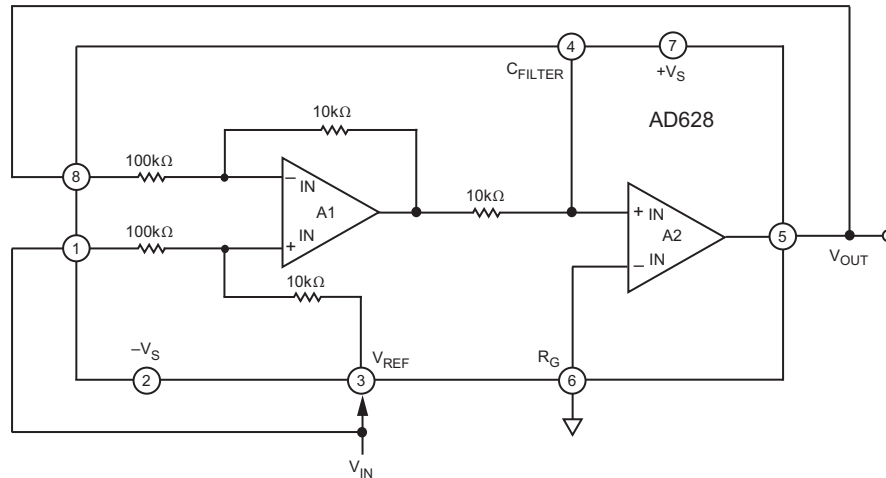 4
7
C_FILTER
+V_S
10kΩ
AD628
8
100kΩ
– IN
A1
10kΩ
+ IN
1
100kΩ
+ IN
A2
5
– IN
V_OUT
10kΩ
–V_S
V_REF
R_G
2
3
6
V_IN